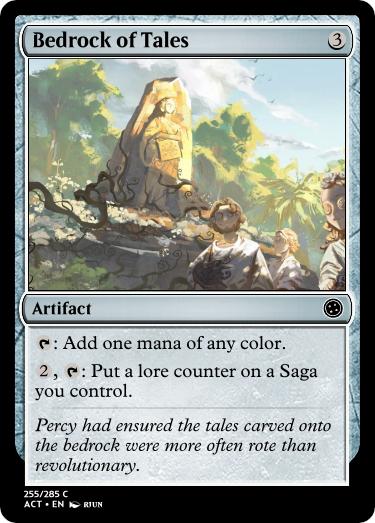 Bedrock of Tales 3
Artifact
: Add one mana of any color.
2, : Put a lore counter on a Saga
you control.
Percy had ensured the tales carved onto
the bedrock were more often rote than
revolutionary.
255/285 C
ACT • EN RJUN